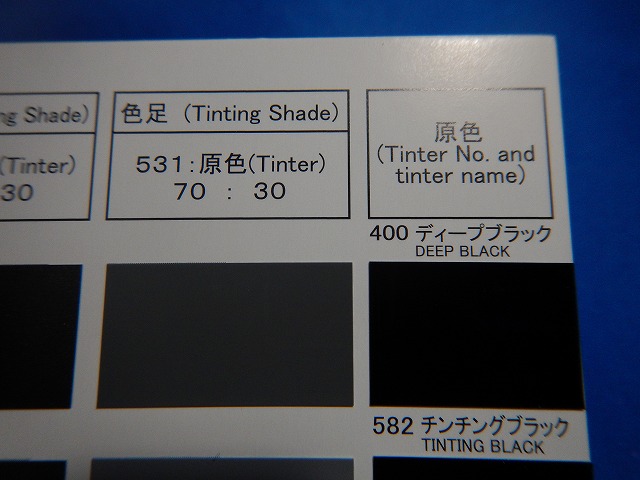 ng Shade)
(Tinter)
30
色足 (Tinting Shade)
531:原色(Tinter)
70 : 30
原色
(Tinter No. and
tinter name)
400 ディープブラック
DEEP BLACK
582 チンチングブラック
TINTING BLACK